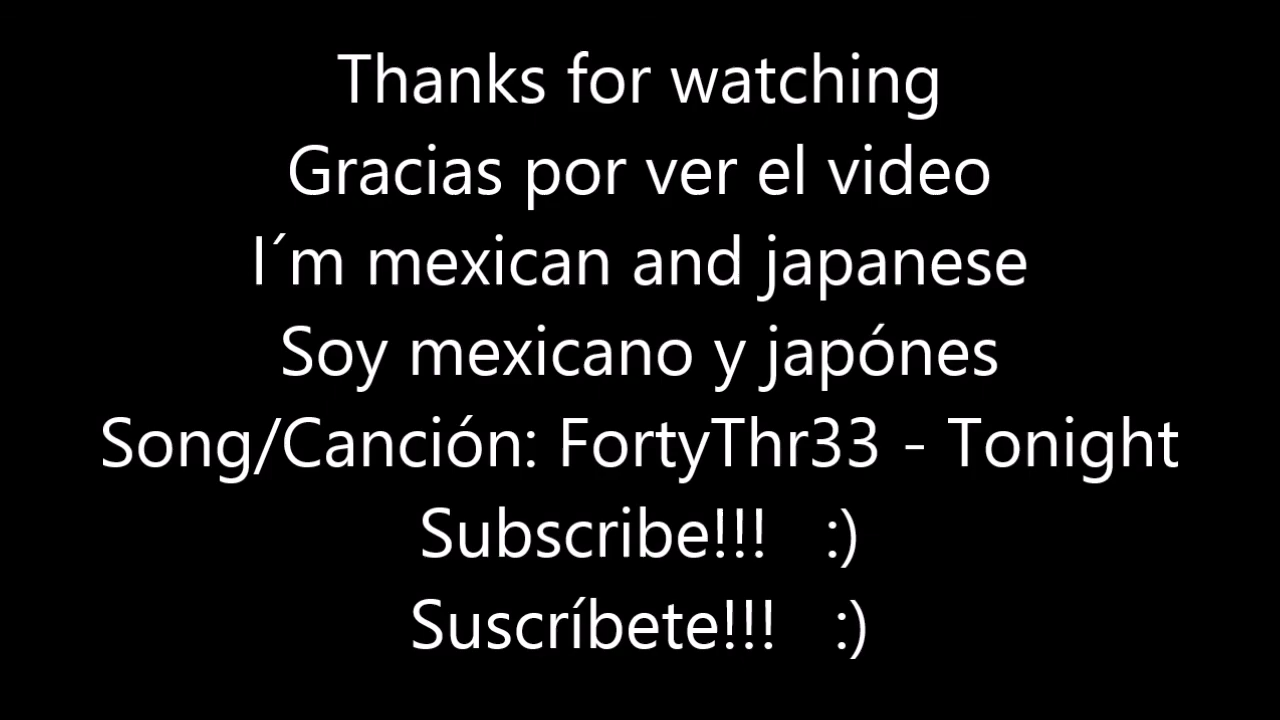 Thanks for watching
Gracias por ver el video
I´m mexican and japanese
Soy mexicano y japónes
Song/Canción: FortyThr33 - Tonight
Subscribe!!!   :)
Suscríbete!!!   :)